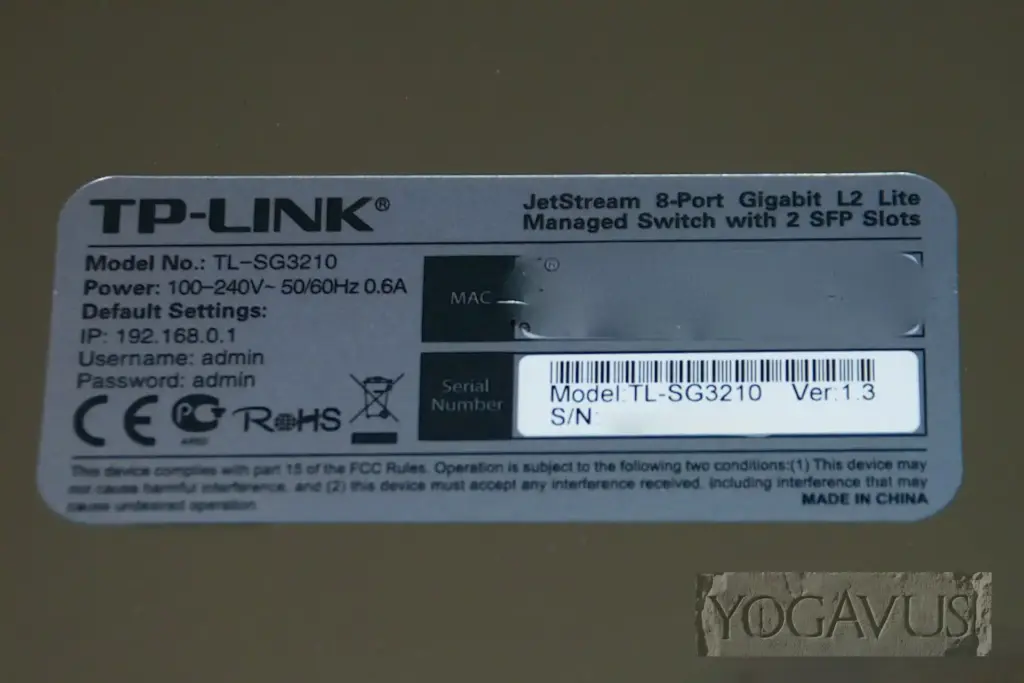 TP-LINK®
JetStream 8-Port Gigabit L2 Lite
Managed Switch with 2 SFP Slots
Model No.: TL-SG3210
Power: 100-240V~ 50/60Hz 0.6A
Default Settings:
IP: 192.168.0.1
Username: admin
Password: admin
MAC
to
Serial
Number
Model:TL-SG3210 Ver:1.3
S/N
CE
RoHS
This device complies with part 15 of the FCC Rules. Operation is subject to the following two conditions:(1) This device may
not cause harmful interference, and (2) this device must accept any interference received, including interference that may
cause undesired operation.
MADE IN CHINA
YOGAVUS